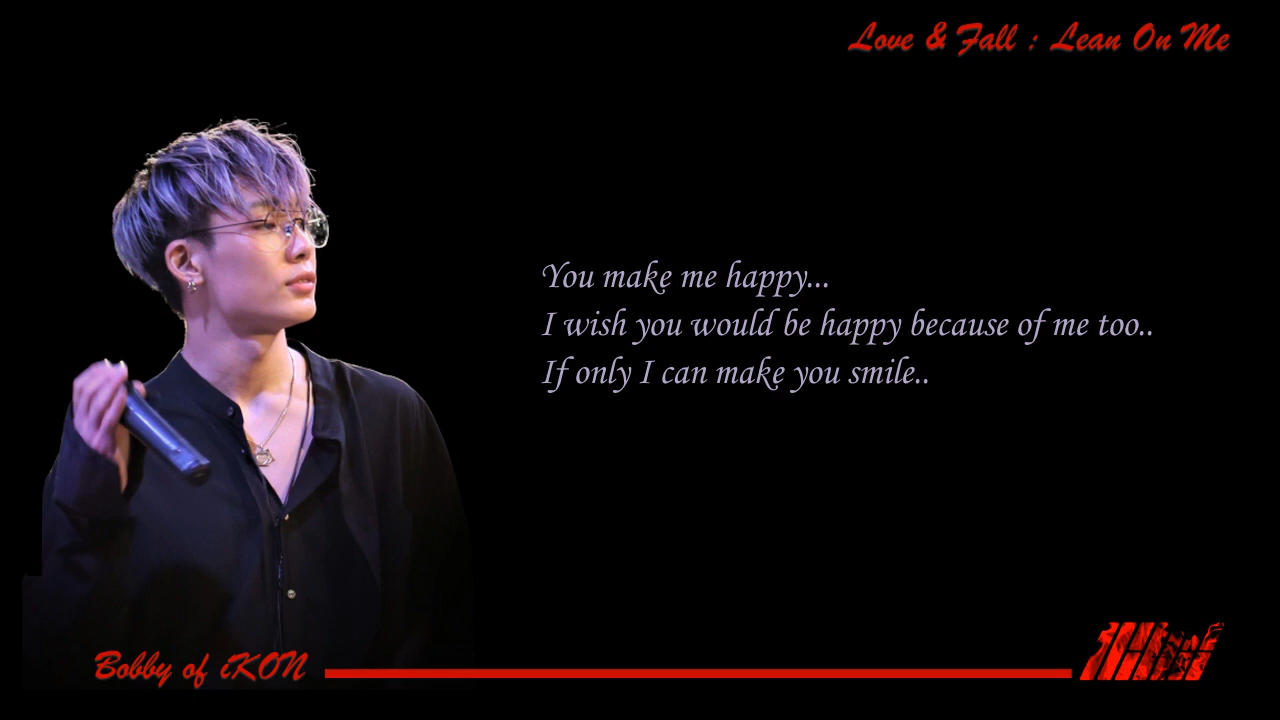 Love & Fall : Lean On Me
You make me happy...
I wish you would be happy because of me too..
If only I can make you smile..
Bobby of iKON